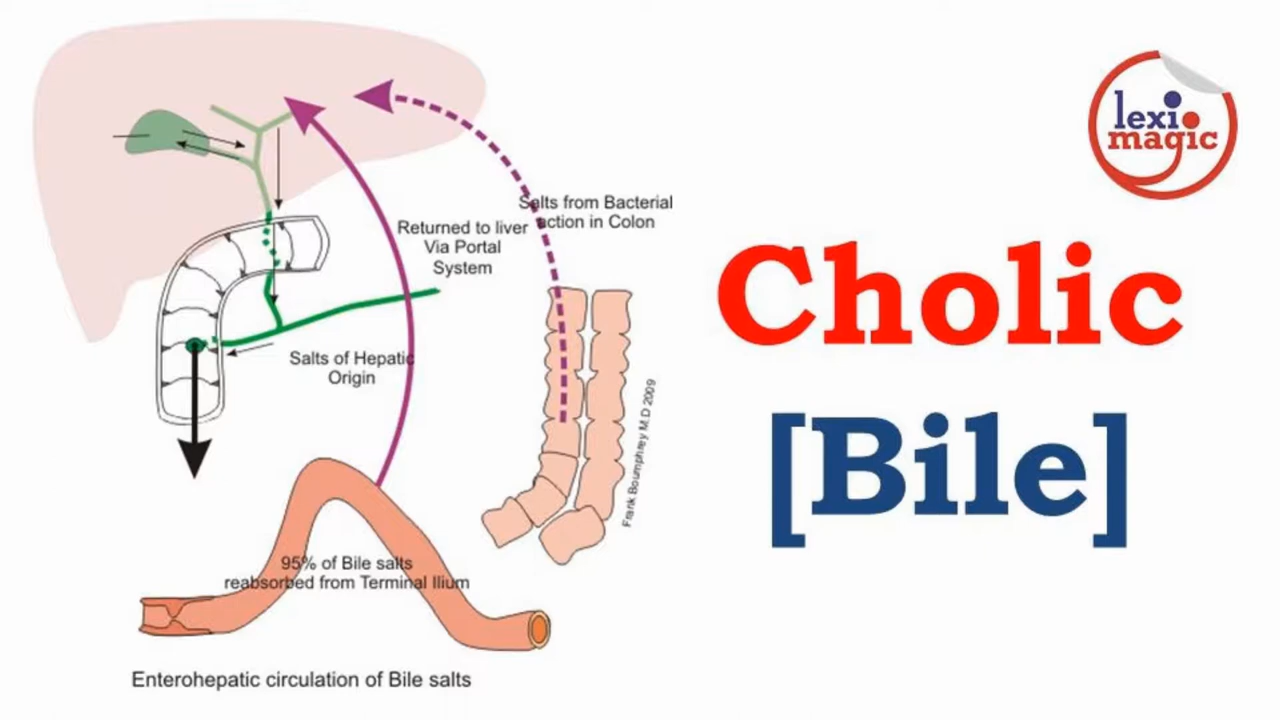 lexi
magic
Salts from Bacterial
action in Colon
Returned to liver
Via Portal
System
Cholic
[Bile]
Salts of Hepatic
Origin
Frank Boumphrey M.D 2009
95% of Bile salts
reabsorbed from Terminal Ilium
Enterohepatic circulation of Bile salts